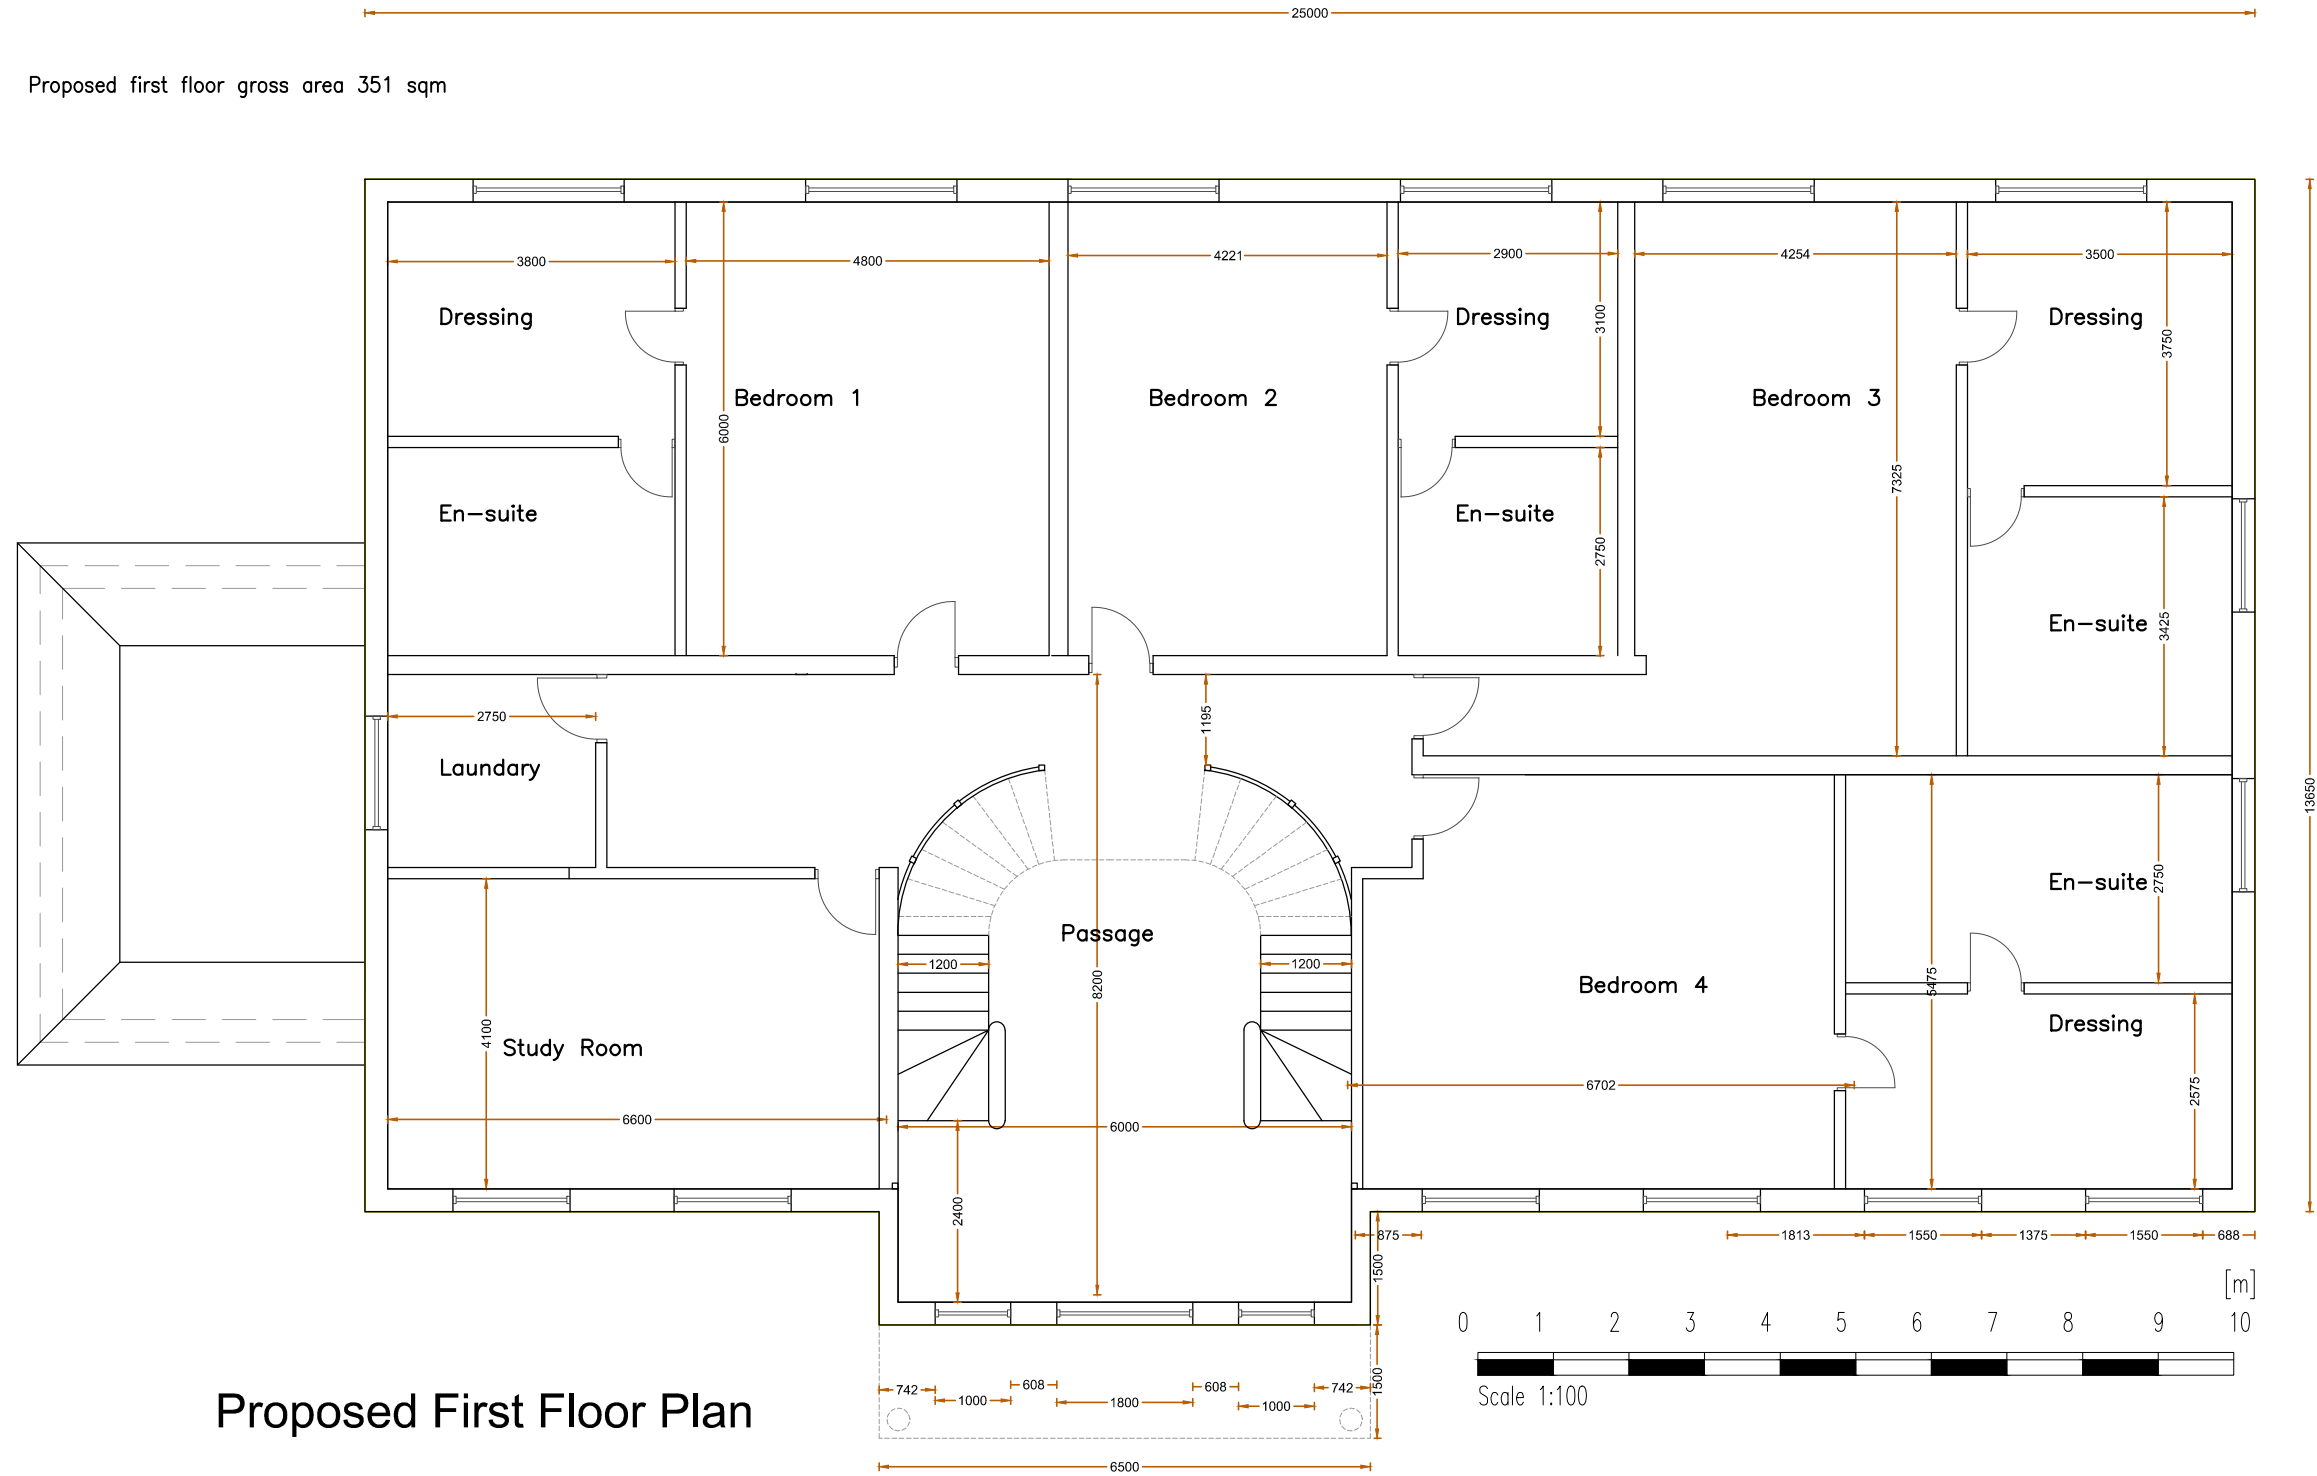 25000
Proposed first floor gross area 351 sqm
3800
4800
4221
2900
4254
3500
Dressing
Dressing
Dressing
3100
3750
Bedroom 1
Bedroom 2
Bedroom 3
6000
7325
En-suite
En-suite
2750
En-suite
3425
2750
1195
Laundary
13650
En-suite
2750
Passage
1200
1200
8200
Bedroom 4
5475
Dressing
4100
Study Room
6702
2575
6600
6000
2400
875
1813
1550
1375
1550
688
1500
[m]
0 1 2 3 4 5 6 7 8 9 10
Scale 1:100
742
608
608
742
1000
1800
1000
1500
Proposed First Floor Plan
6500